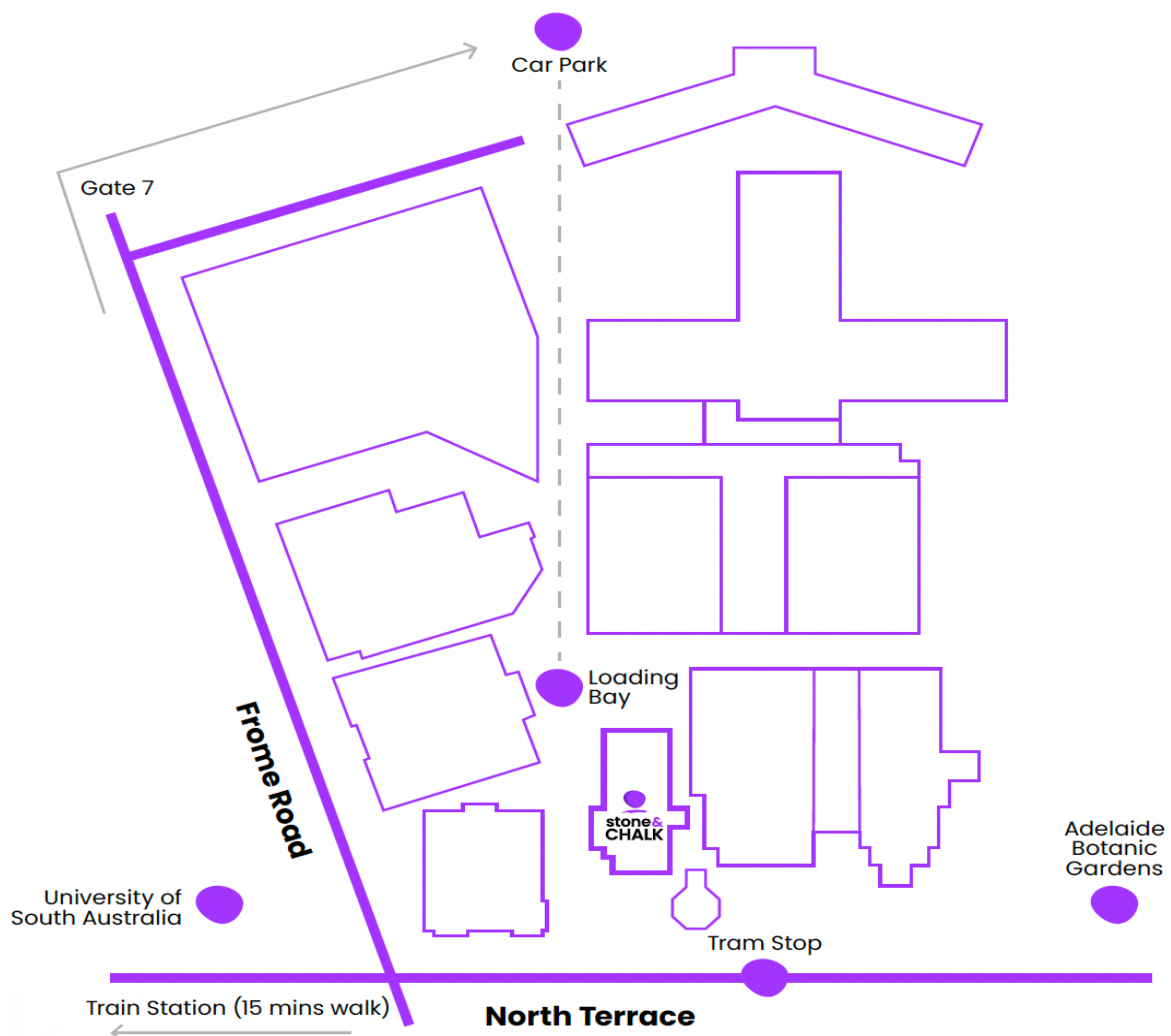 Car Park
Gate 7
Loading
Bay
Frome Road
stone&
CHALK
Adelaide
Botanic
Gardens
University of
South Australia
Tram Stop
Train Station (15 mins walk)
North Terrace